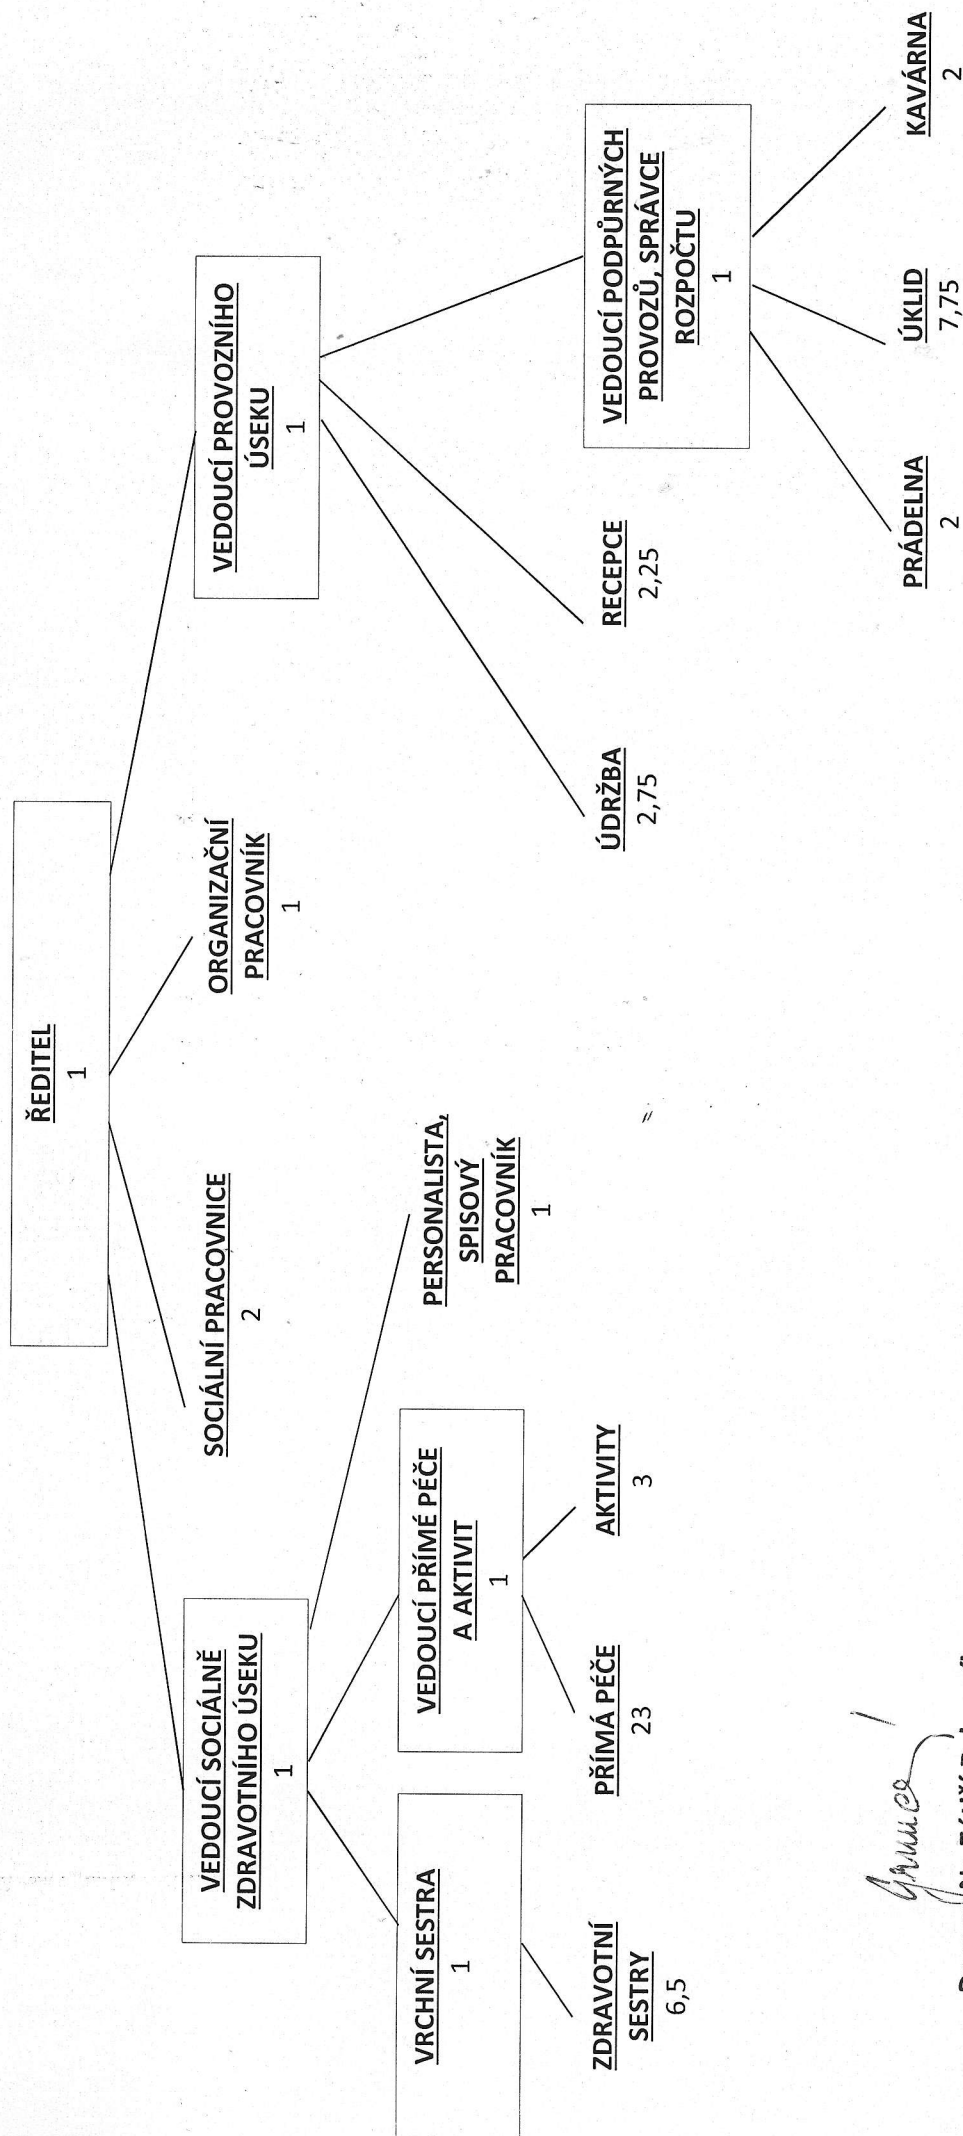 ŘEDITEL
1
VEDOUCÍ SOCIÁLNĚ
ZDRAVOTNÍHO ÚSEKU
1
SOCIÁLNÍ PRACOVNICE
2
ORGANIZAČNÍ
PRACOVNÍK
1
VEDOUCÍ PROVOZNÍHO
ÚSEKU
1
VRCHNÍ SESTRA
1
VEDOUCÍ PŘÍMÉ PÉČE
A AKTIVIT
1
PERSONALISTA,
SPISOVÝ
PRACOVNÍK
1
ZDRAVOTNÍ
SESTRY
6,5
PŘÍMÁ PÉČE
23
AKTIVITY
3
ÚDRŽBA
2,75
RECEPCE
2,25
VEDOUCÍ PODPŮRNÝCH
PROVOZŮ, SPRÁVCE
ROZPOČTU
1
PRÁDELNA
2
ÚKLID
7,75
KAVÁRNA
2